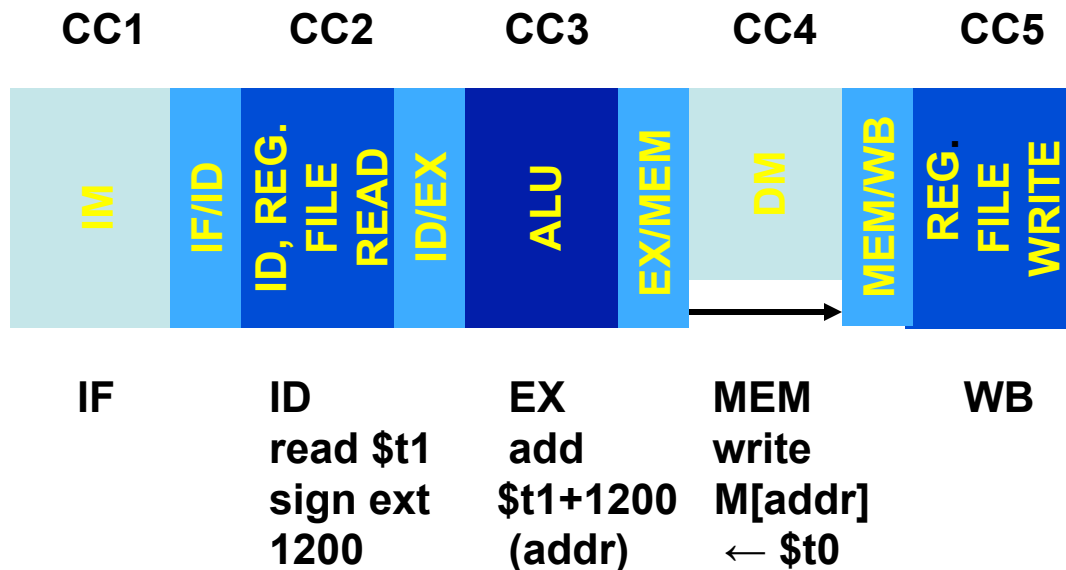 CC1 CC2 CC3 CC4 CC5
IM
IF/ID
ID, REG.
FILE
READ
ID/EX
ALU
EX/MEM
DM
MEM/WB
REG.
FILE
WRITE
IF ID EX MEM WB
read $t1 add write
sign ext $t1+1200 M[addr]
1200 (addr) ← $t0